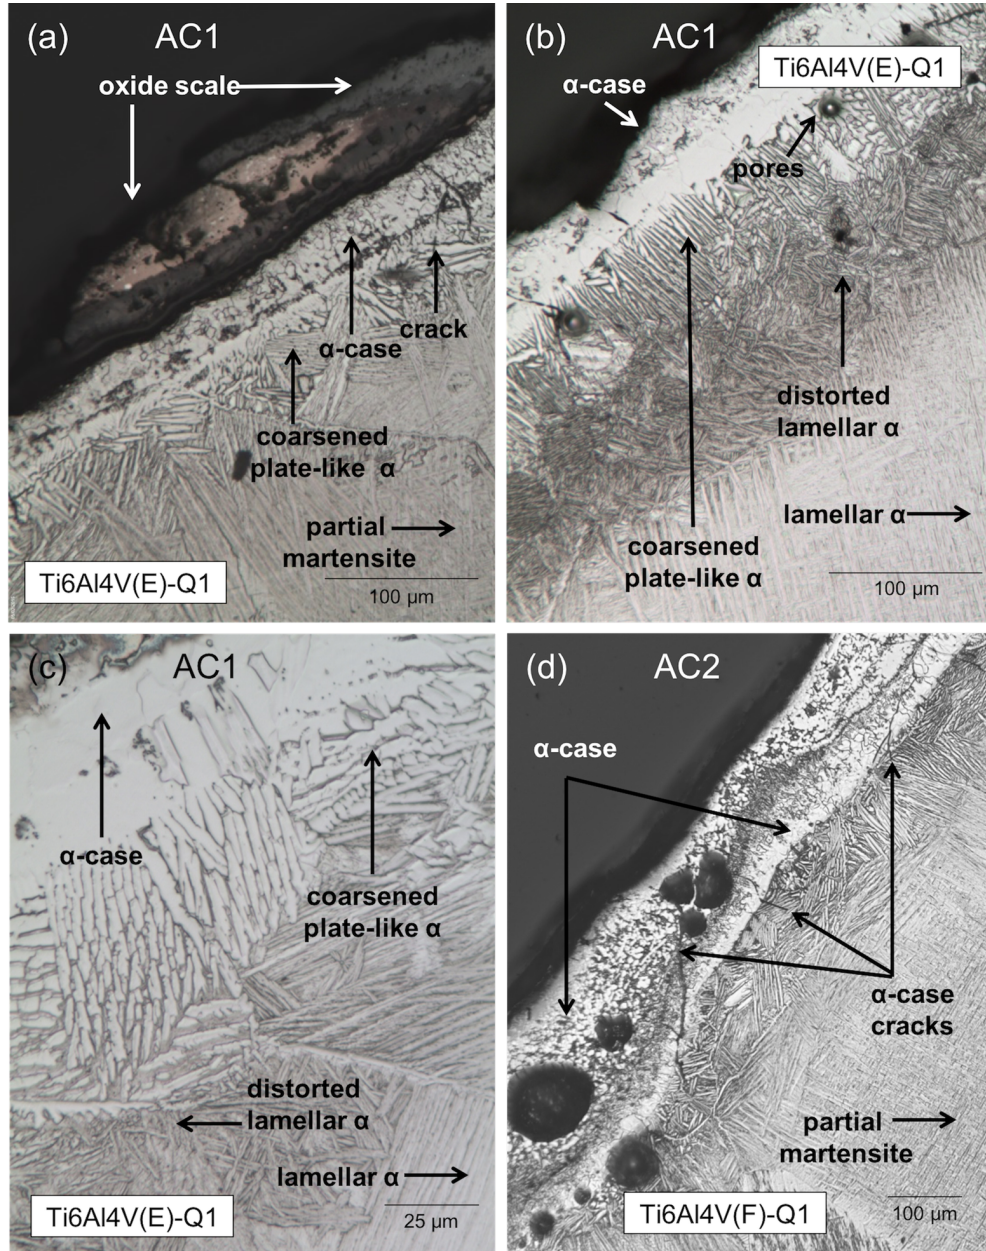 (a) AC1
oxide scale
α-case
crack
coarsened
plate-like α
partial
martensite
Ti6Al4V(E)-Q1
100 µm
(b) AC1
Ti6Al4V(E)-Q1
α-case
pores
distorted
lamellar α
lamellar α
coarsened
plate-like α
100 µm
(c) AC1
α-case
coarsened
plate-like α
distorted
lamellar α
lamellar α
Ti6Al4V(E)-Q1
25 µm
(d) AC2
α-case
α-case
cracks
partial
martensite
Ti6Al4V(F)-Q1
100 µm